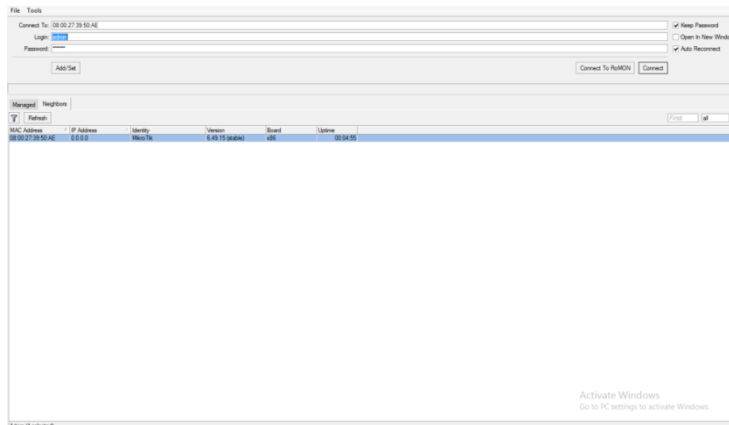 File Tools
Connect To: 08:00:27:39:50:AE Keep Password
Login: admin Open In New Windo
Password: Auto Reconnect
Add/Set Connect To RoMON Connect
Managed Neighbors
Refresh Find all
MAC Address IP Address Identity Version Board Uptime
08:00:27:39:50:AE 0.0.0.0 MikroTik 6.49.15 (stable) x86 00:04:55
Activate Windows
Go to PC settings to activate Windows.